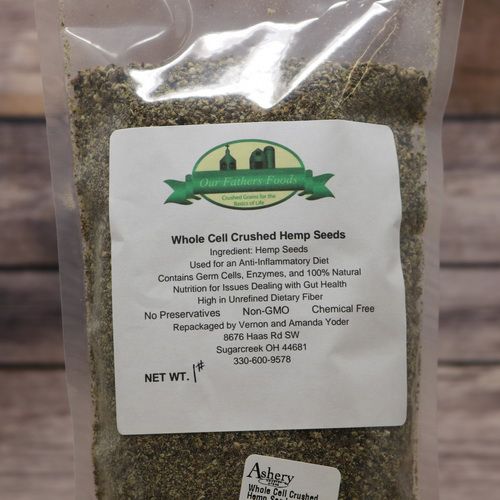 Our Fathers Foods
Crushed Grains for the
Basics of Life
Whole Cell Crushed Hemp Seeds
Ingredient: Hemp Seeds
Used for an Anti-Inflammatory Diet
Contains Germ Cells, Enzymes, and 100% Natural
Nutrition for Issues Dealing with Gut Health
High in Unrefined Dietary Fiber
No Preservatives Non-GMO Chemical Free
Repackaged by Vernon and Amanda Yoder
8676 Haas Rd SW
Sugarcreek OH 44681
330-600-9578
NET WT. 1#
Ashery
Whole Cell Crushed